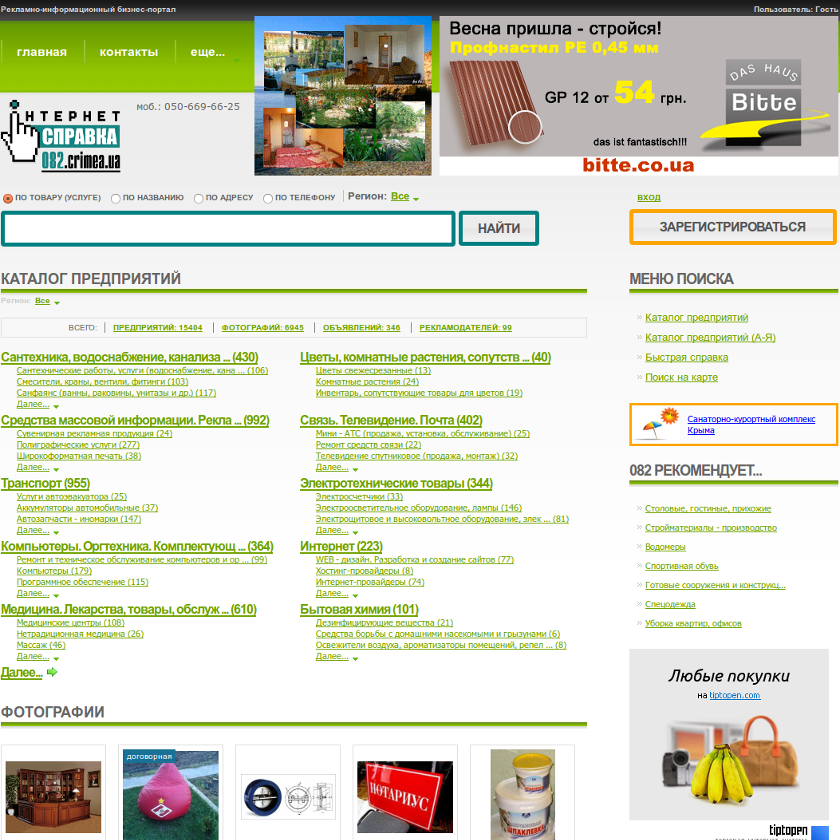 Рекламно-информационный бизнес-портал
Пользователь: Гость
главная
контакты
еще...
моб.: 050-669-66-25
НТЕРНЕТ
СПРАВКА
082.crimea.ua
Весна пришла - стройся!
Профнастил PE 0,45 мм
GP 12 от 54 грн.
DAS HAUS
Bitte
das ist fantastisch!!!
bitte.co.ua
ПО ТОВАРУ (УСЛУГЕ)
ПО НАЗВАНИЮ
ПО АДРЕСУ
ПО ТЕЛЕФОНУ
Регион: Все
НАЙТИ
ВХОД
ЗАРЕГИСТРИРОВАТЬСЯ
КАТАЛОГ ПРЕДПРИЯТИЙ
Регион: Все
ВСЕГО:
ПРЕДПРИЯТИЙ: 15404
ФОТОГРАФИЙ: 6945
ОБЪЯВЛЕНИЙ: 346
РЕКЛАМОДАТЕЛЕЙ: 99
Сантехника, водоснабжение, канализа ... (430)
Сантехнические работы, услуги (водоснабжение, кана ... (106)
Смесители, краны, вентили, фитинги (103)
Санфаянс (ванны, раковины, унитазы и др.) (117)
Далее...
Средства массовой информации. Рекла ... (992)
Сувенирная рекламная продукция (24)
Полиграфические услуги (277)
Широкоформатная печать (38)
Далее...
Транспорт (955)
Услуги автоэвакуатора (25)
Аккумуляторы автомобильные (37)
Автозапчасти - иномарки (147)
Далее...
Компьютеры. Оргтехника. Комплектующ ... (364)
Ремонт и техническое обслуживание компьютеров и ор ... (99)
Компьютеры (179)
Программное обеспечение (115)
Далее...
Медицина. Лекарства, товары, обслуж ... (610)
Медицинские центры (108)
Нетрадиционная медицина (26)
Массаж (46)
Далее...
Далее...
Цветы, комнатные растения, сопутств ... (40)
Цветы свежесрезанные (13)
Комнатные растения (24)
Инвентарь, сопутствующие товары для цветов (19)
Далее...
Связь. Телевидение. Почта (402)
Мини - АТС (продажа, установка, обслуживание) (25)
Ремонт средств связи (22)
Телевидение спутниковое (продажа, монтаж) (32)
Далее...
Электротехнические товары (344)
Электросчетчики (33)
Электроосветительное оборудование, лампы (146)
Электрощитовое и высоковольтное оборудование, элек ... (81)
Далее...
Интернет (223)
WEB - дизайн. Разработка и создание сайтов (77)
Хостинг-провайдеры (8)
Интернет-провайдеры (74)
Далее...
Бытовая химия (101)
Дезинфицирующие вещества (21)
Средства борьбы с домашними насекомыми и грызунами (6)
Освежители воздуха, ароматизаторы помещений, репел ... (8)
Далее...
МЕНЮ ПОИСКА
Каталог предприятий
Каталог предприятий (А-Я)
Быстрая справка
Поиск на карте
Санаторно-курортный комплекс
Крыма
082 РЕКОМЕНДУЕТ...
Столовые, гостиные, прихожие
Стройматериалы - производство
Водомеры
Спортивная обувь
Готовые сооружения и конструкц...
Спецодежда
Уборка квартир, офисов
Любые покупки
на tiptopen.com
tiptopen
ФОТОГРАФИИ
договорная
НОТАРИУС
ШПАКЛЕВКА